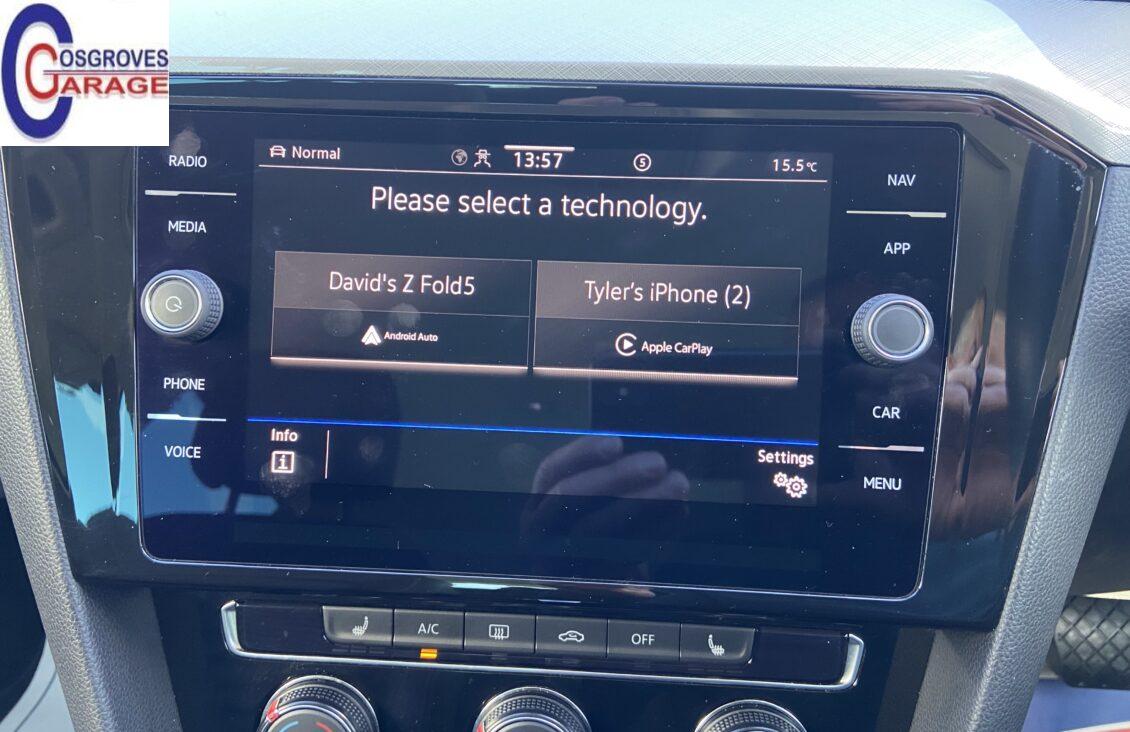 COSGROVES
GARAGE
RADIO
MEDIA
PHONE
VOICE
Normal
13:57
5
15.5°C
Please select a technology.
David's Z Fold5
Android Auto
Tyler's iPhone (2)
Apple CarPlay
Info
i
Settings
NAV
APP
CAR
MENU
A/C
OFF